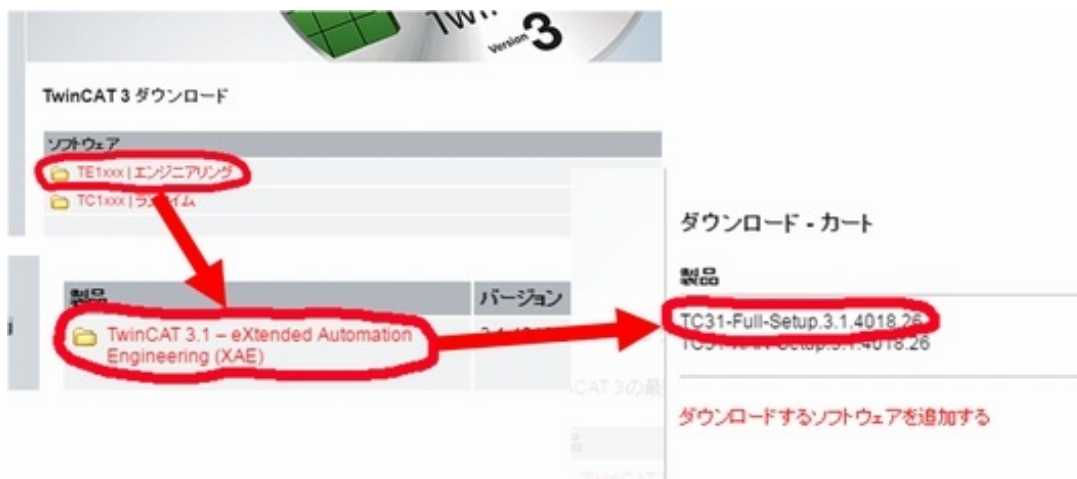 Version 3
TwinCAT 3 ダウンロード
ソフトウェア
TE1xxx | エンジニアリング
TC1xxx |
製品
バージョン
TwinCAT 3.1 – eXtended Automation
Engineering (XAE)
ダウンロード - カート
製品
TC31-Full-Setup.3.1.4018.26
ダウンロードするソフトウェアを追加する